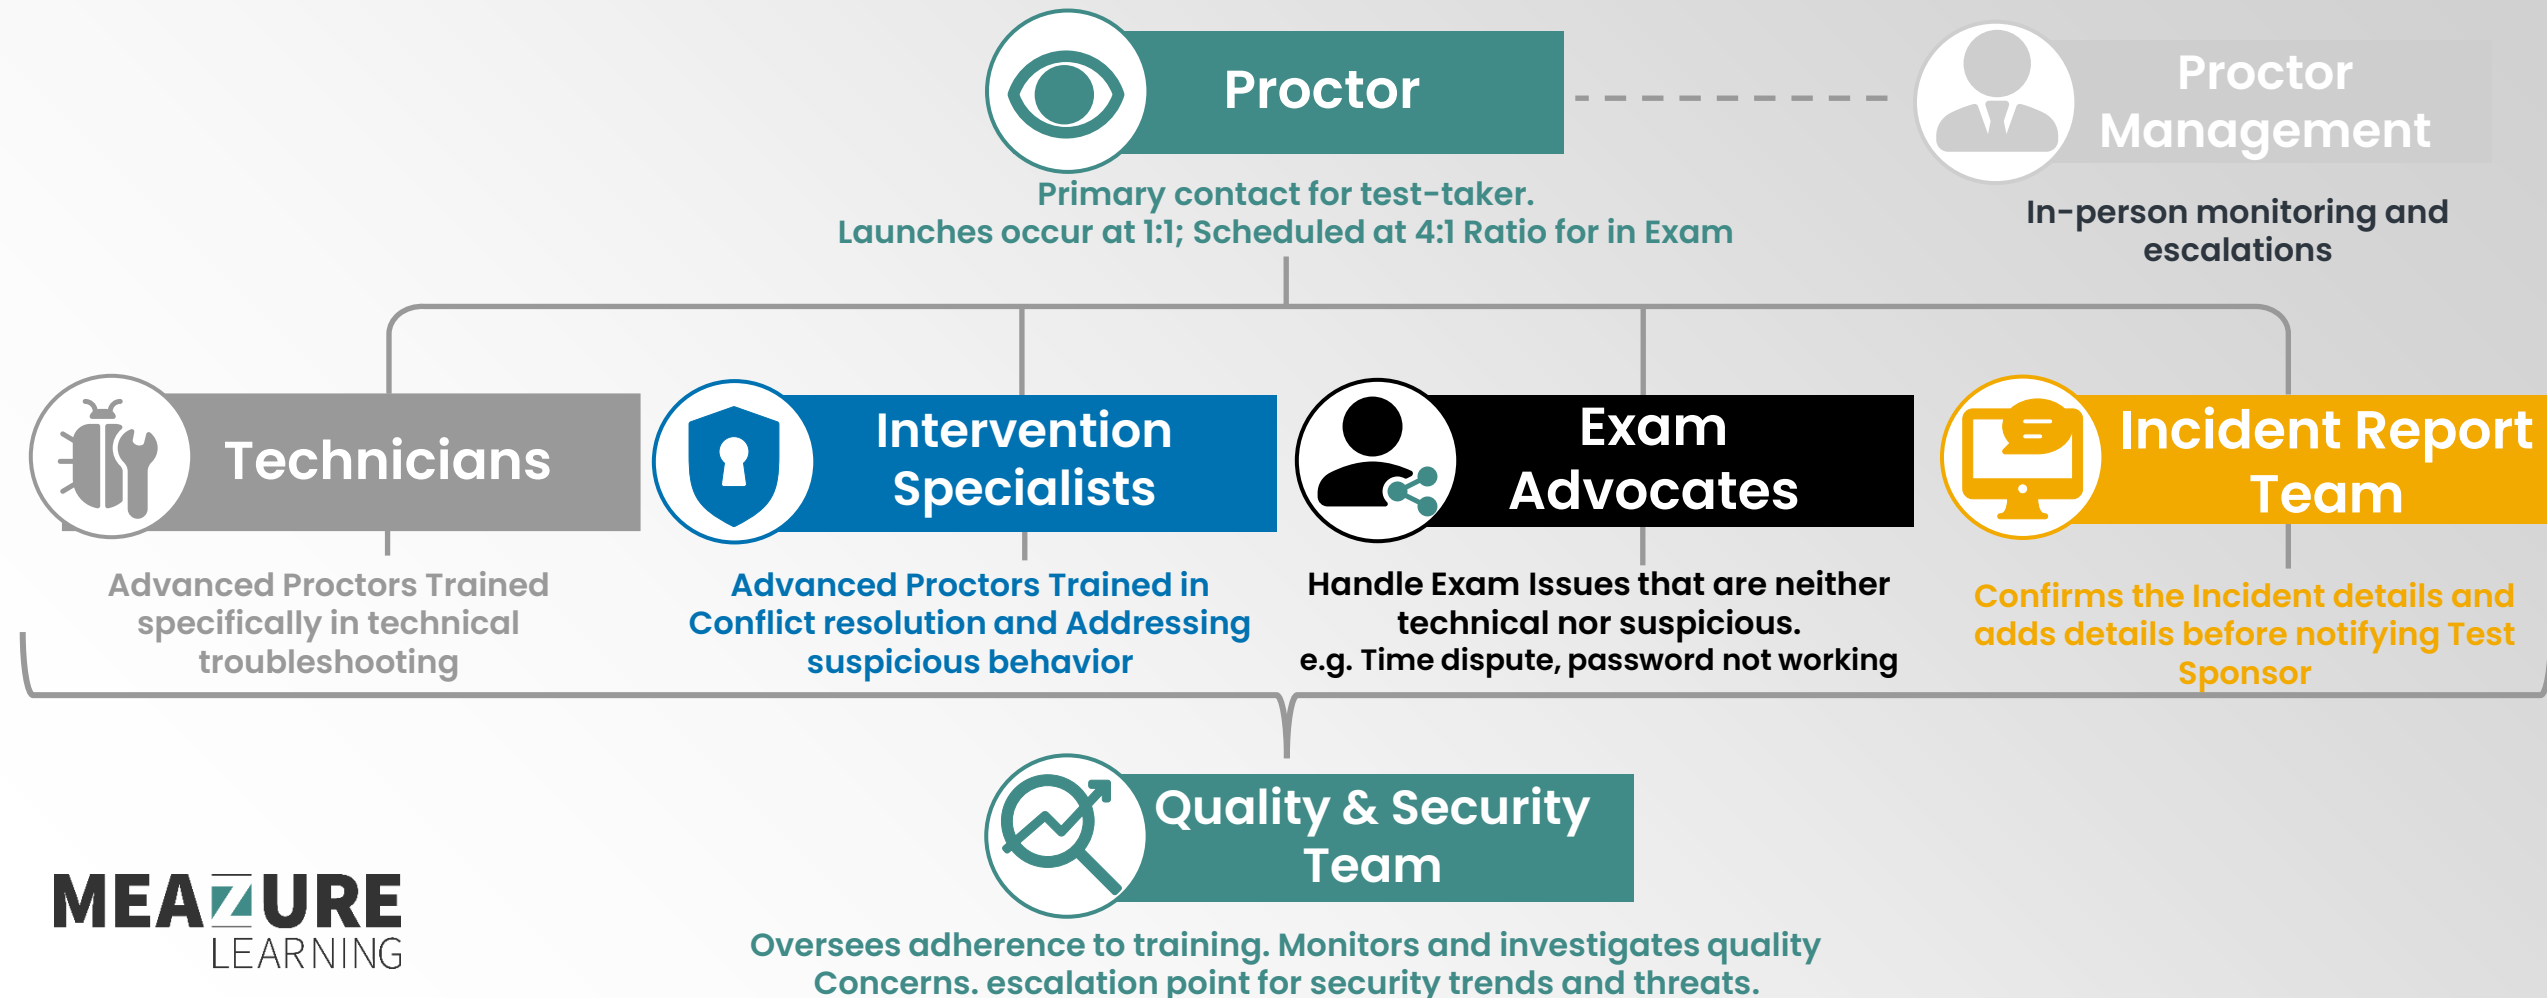 Proctor
Primary contact for test-taker.
Launches occur at 1:1; Scheduled at 4:1 Ratio for in Exam
Proctor
Management
In-person monitoring and
escalations
Technicians
Advanced Proctors Trained
specifically in technical
troubleshooting
Intervention
Specialists
Advanced Proctors Trained in
Conflict resolution and Addressing
suspicious behavior
Exam
Advocates
Handle Exam Issues that are neither
technical nor suspicious.
e.g. Time dispute, password not working
Incident Report
Team
Confirms the Incident details and
adds details before notifying Test
Sponsor
Quality & Security
Team
Oversees adherence to training. Monitors and investigates quality
Concerns. escalation point for security trends and threats.
MEAZURE
LEARNING